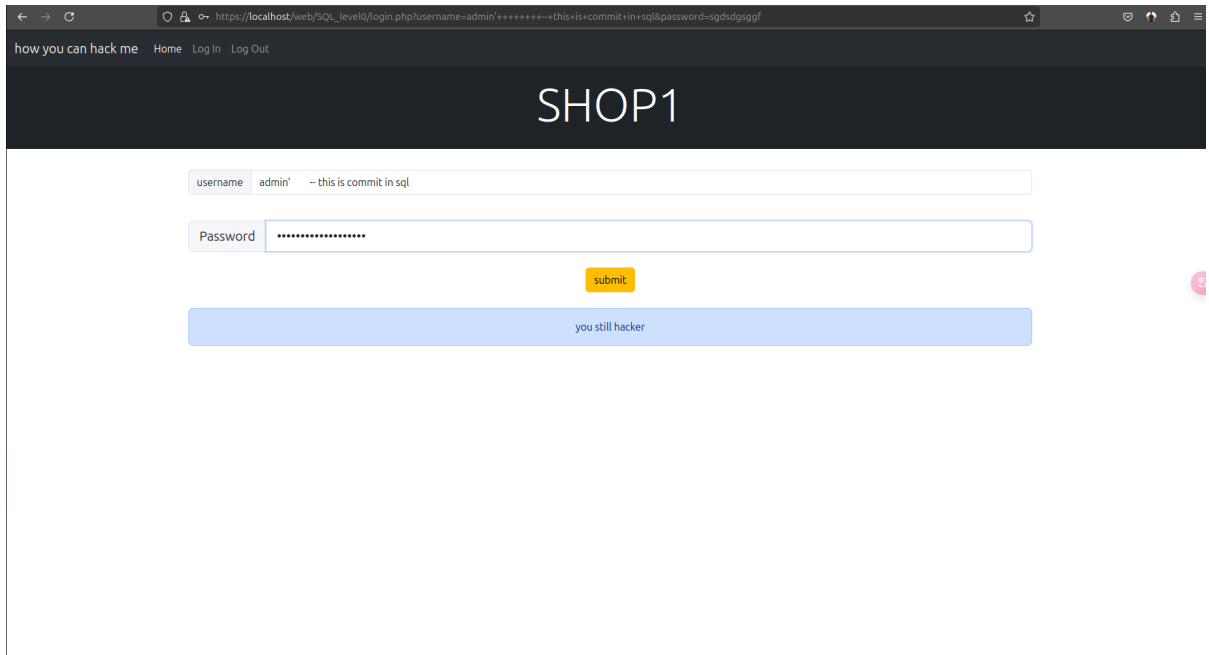 https://localhost/web/SQL_level0/login.php?username=admin'++++++++--+this+is+commit+in+sql&password=sgdsdgsggf
how you can hack me Home Log In Log Out
SHOP1
username admin' -- this is commit in sql
Password •••••••••••••••••••
submit
you still hacker